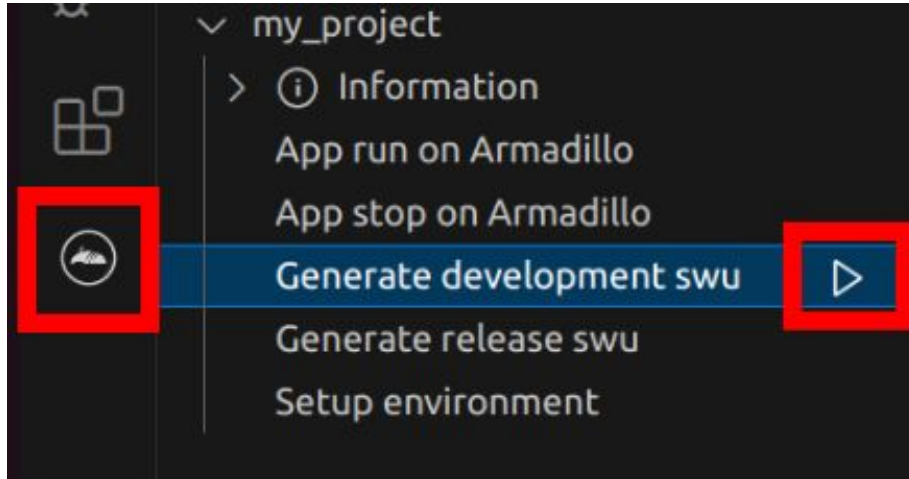 my_project
Information
App run on Armadillo
App stop on Armadillo
Generate development swu
Generate release swu
Setup environment